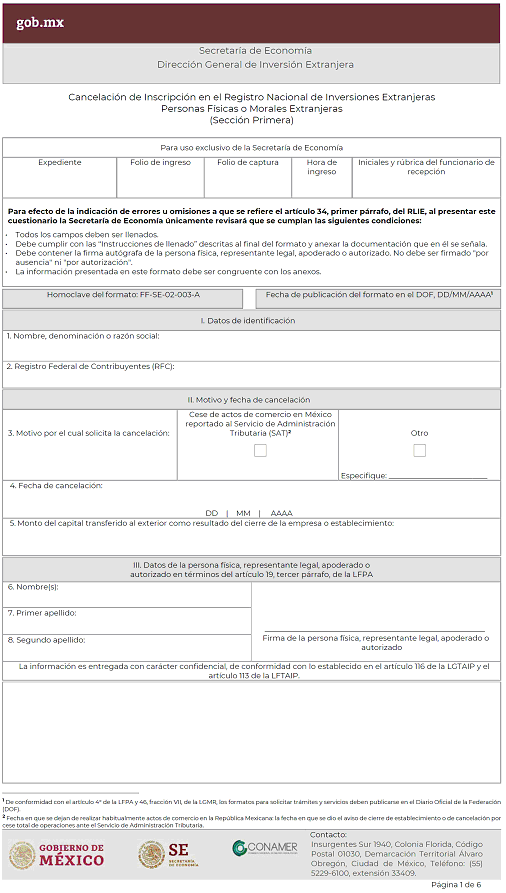 gob.mx
Secretaría de Economía
Dirección General de Inversión Extranjera
Cancelación de Inscripción en el Registro Nacional de Inversiones Extranjeras
Personas Físicas o Morales Extranjeras
(Sección Primera)
Para uso exclusivo de la Secretaría de Economía
Expediente
Folio de ingreso
Folio de captura
Hora de
ingreso
Iniciales y rúbrica del funcionario de
recepción
Para efecto de la indicación de errores u omisiones a que se refiere el artículo 34, primer párrafo, del RLIE, al presentar este
cuestionario la Secretaría de Economía únicamente revisará que se cumplan las siguientes condiciones:
• Todos los campos deben ser llenados.
• Debe cumplir con las "Instrucciones de llenado" descritas al final del formato y anexar la documentación que en él se señala.
• Debe contener la firma autógrafa de la persona física, representante legal, apoderado o autorizado. No debe ser firmado "por
ausencia" ni "por autorización".
• La información presentada en este formato debe ser congruente con los anexos.
Homoclave del formato: FF-SE-02-003-A
Fecha de publicación del formato en el DOF, DD/MM/AAAA¹
I. Datos de identificación
1. Nombre, denominación o razón social:
2. Registro Federal de Contribuyentes (RFC):
II. Motivo y fecha de cancelación
3. Motivo por el cual solicita la cancelación:
Cese de actos de comercio en México
reportado al Servicio de Administración
Tributaria (SAT)²
Otro
Especifique:
4. Fecha de cancelación:
DD | MM | AAAA
5. Monto del capital transferido al exterior como resultado del cierre de la empresa o establecimiento:
III. Datos de la persona física, representante legal, apoderado o
autorizado en términos del artículo 19, tercer párrafo, de la LFPA
6. Nombre(s):
7. Primer apellido:
8. Segundo apellido:
Firma de la persona física, representante legal, apoderado o
autorizado
La información es entregada con carácter confidencial, de conformidad con lo establecido en el artículo 116 de la LGTAIP y el
artículo 113 de la LFTAIP.
¹ De conformidad con el artículo 4° de la LFPA y 46, fracción VII, de la LGMR, los formatos para solicitar trámites y servicios deben publicarse en el Diario Oficial de la Federación
(DOF).
² Fecha en que se dejan de realizar habitualmente actos de comercio en la República Mexicana: la fecha en que se dio el aviso de cierre de establecimiento o de cancelación por
cese total de operaciones ante el Servicio de Administración Tributaria.
GOBIERNO DE
MÉXICO
SE
SECRETARÍA
DE ECONOMÍA
CONAMER
Contacto:
Insurgentes Sur 1940, Colonia Florida, Código
Postal 01030, Demarcación Territorial Álvaro
Obregón, Ciudad de México, Teléfono: (55)
5229-6100, extensión 33409.
Página 1 de 6